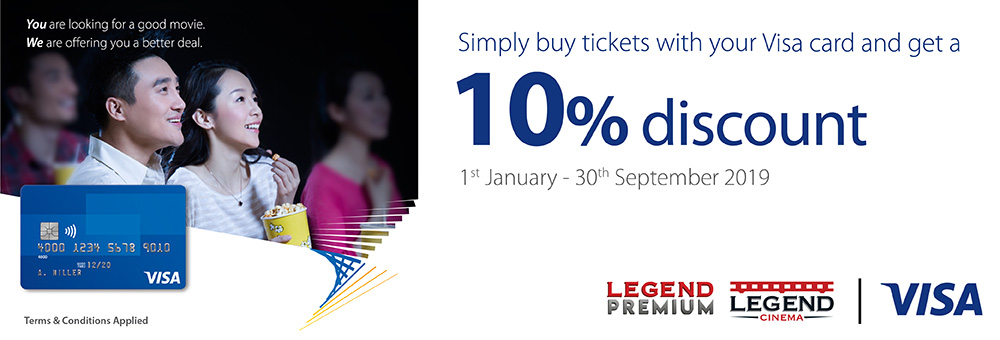 You are looking for a good movie.
We are offering you a better deal.
Simply buy tickets with your Visa card and get a
10% discount
1st January - 30th September 2019
4000 1234 5678 9010
4000
12/20
A. MILLER
VISA
Terms & Conditions Applied
LEGEND
PREMIUM
LEGEND
CINEMA
VISA